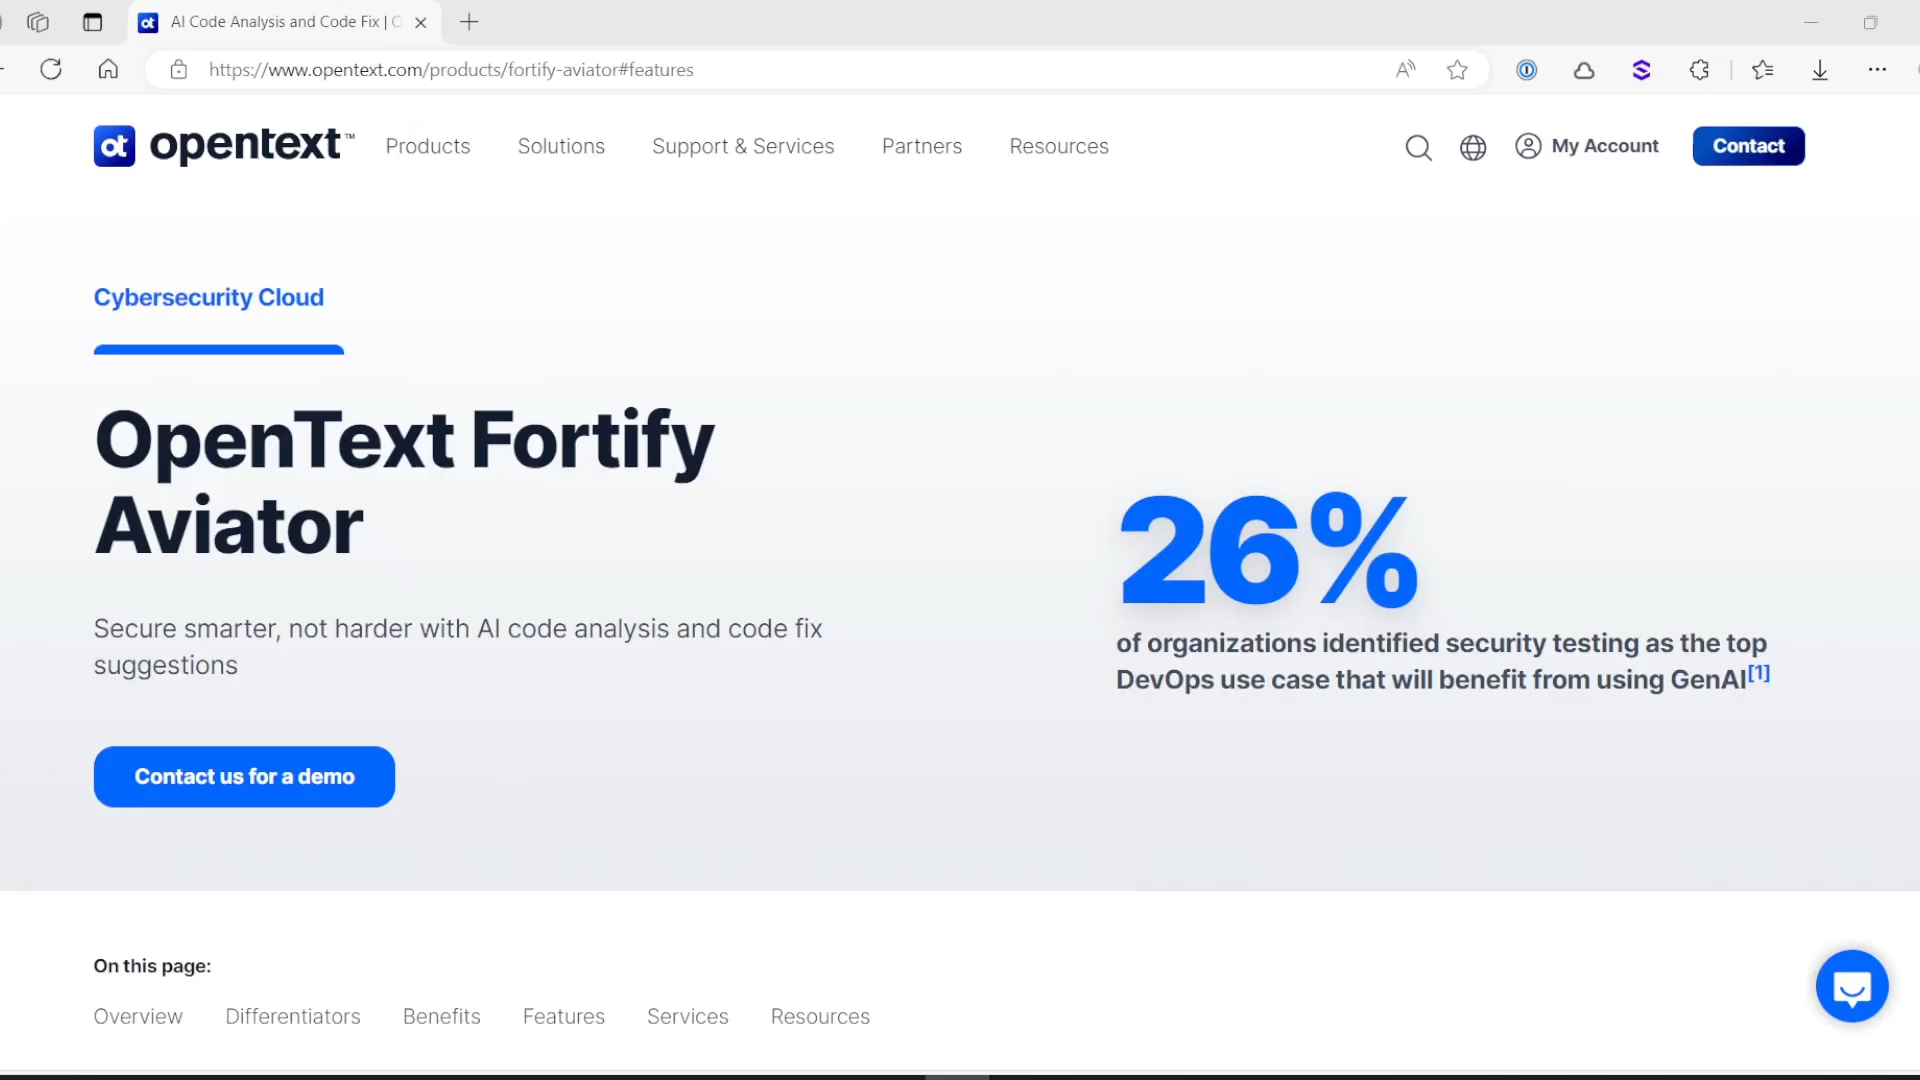 AI Code Analysis and Code Fix |
https://www.opentext.com/products/fortify-aviator#features
ot opentext™
Products
Solutions
Support & Services
Partners
Resources
My Account
Contact
Cybersecurity Cloud
OpenText Fortify
Aviator
Secure smarter, not harder with AI code analysis and code fix
suggestions
Contact us for a demo
26%
of organizations identified security testing as the top
DevOps use case that will benefit from using GenAI[1]
On this page:
Overview
Differentiators
Benefits
Features
Services
Resources